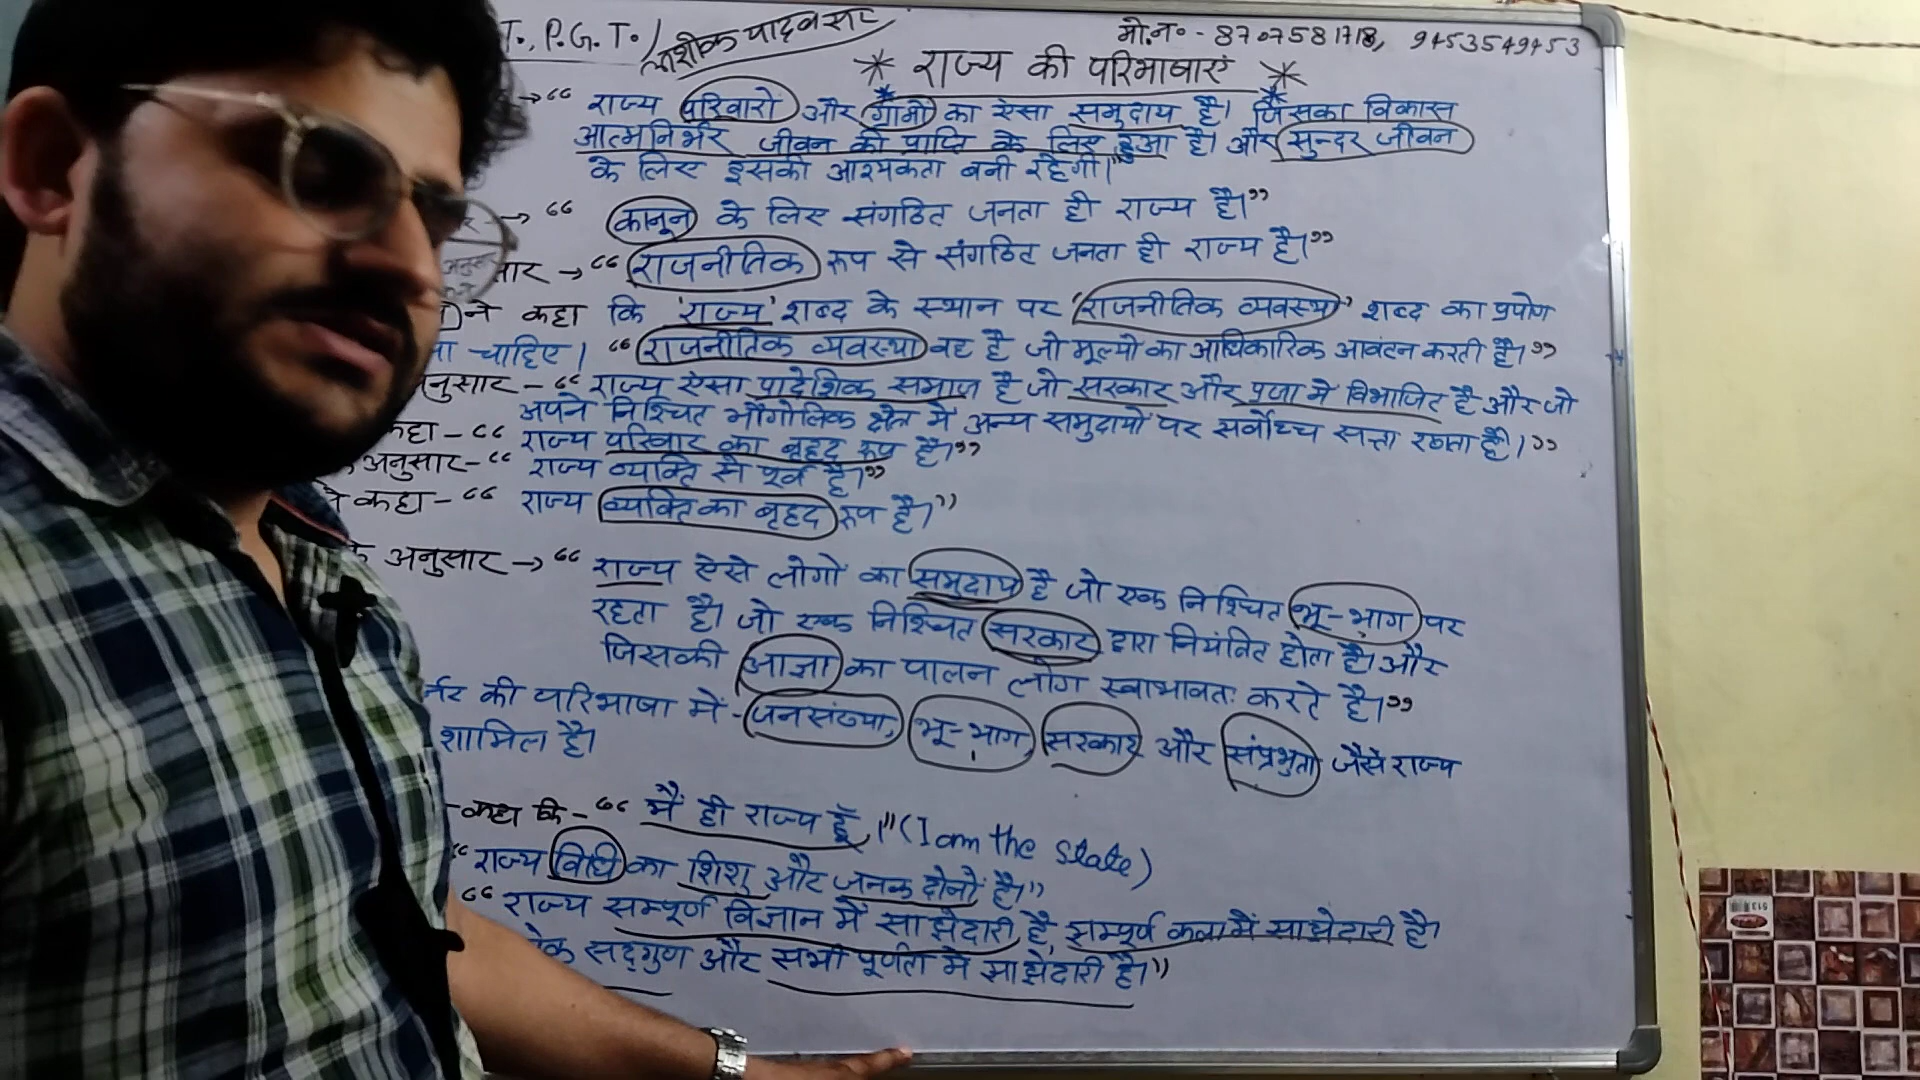 T., P.G.T./
मो.नं० - 8707581718, 9453549453
* राज्य की परिभाषाएं *
→ “ राज्य परिवारों और ग्रामों का ऐसा समुदाय है। जिसका विकास
आत्मनिर्भर जीवन की प्राप्ति के लिए हुआ है। और सुन्दर जीवन
के लिए इसकी आश्यकता बनी रहेगी।”
→ “ कानून के लिए संगठित जनता ही राज्य है।”
सार → “ राजनीतिक रूप से संगठित जनता ही राज्य है।”
ने कहा कि 'राज्य' शब्द के स्थान पर 'राजनीतिक व्यवस्था' शब्द का प्रयोग
चाहिए। “ राजनीतिक व्यवस्था वह है जो मूल्यों का आधिकारिक आवंटन करती है।”
नुसार - “ राज्य ऐसा प्रादेशिक समाज है जो सरकार और प्रजा में विभाजित है और जो
अपने निश्चित भौगोलिक क्षेत्र में अन्य समुदायों पर सर्वोच्च सत्ता रखता है।”
कहा - “ राज्य परिवार का बृहद रूप है।”
अनुसार - “ राज्य व्यक्ति से पूर्व है।”
ने कहा - “ राज्य व्यक्ति का बृहद रूप है।”
के अनुसार → “ राज्य ऐसे लोगों का समुदाय है जो एक निश्चित भू-भाग पर
रहता है। जो एक निश्चित सरकार द्वारा नियंत्रित होता है। और
जिसकी आज्ञा का पालन लोग स्वाभावतः करते है।”
र्नर की परिभाषा में - जनसंख्या, भू-भाग, सरकार और संप्रभुता जैसे राज्य
शामिल है।
कहा कि - “ मैं ही राज्य हूँ।” (I am the state)
“ राज्य विधि का शिशु और जनक दोनों है।”
“ राज्य सम्पूर्ण विज्ञान में साझेदारी है, सम्पूर्ण कला में साझेदारी है।
सद्गुण और सभी पूर्णता में साझेदारी है।”